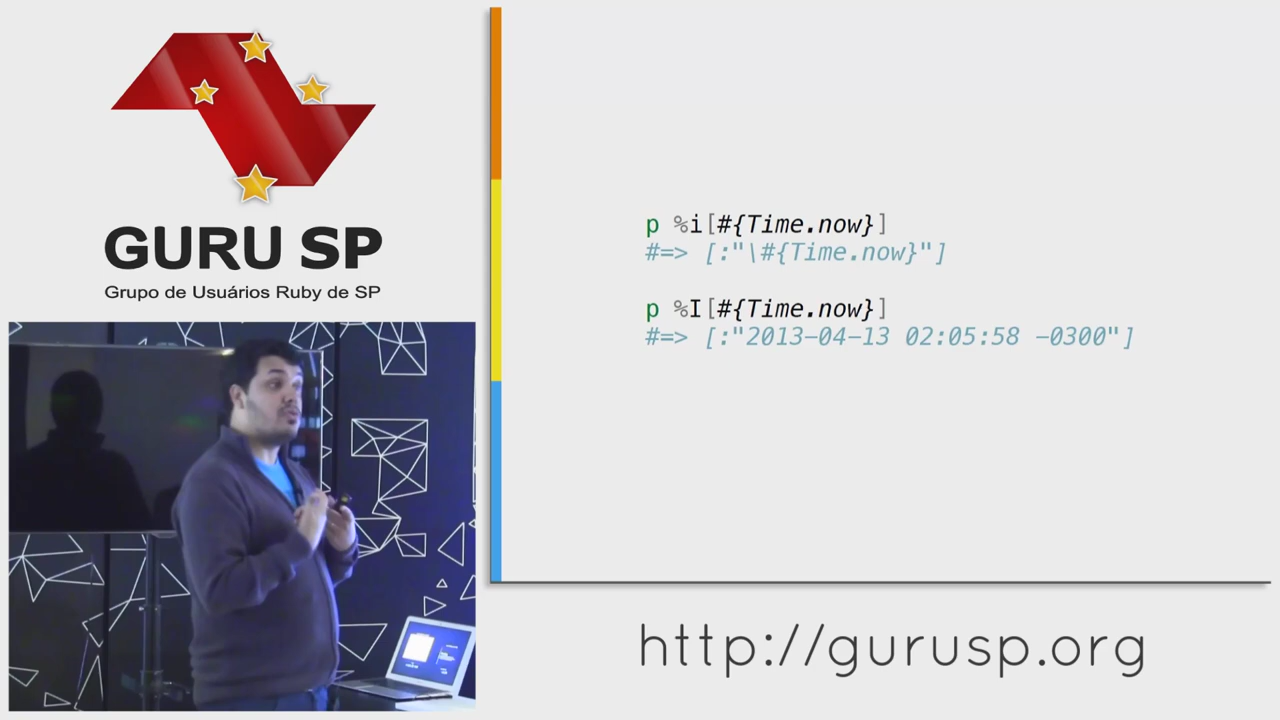 GURU SP
Grupo de Usuários Ruby de SP
p %i[#{Time.now}]
#=> [:"\#{Time.now}"]
p %I[#{Time.now}]
#=> [:"2013-04-13 02:05:58 -0300"]
http://gurusp.org